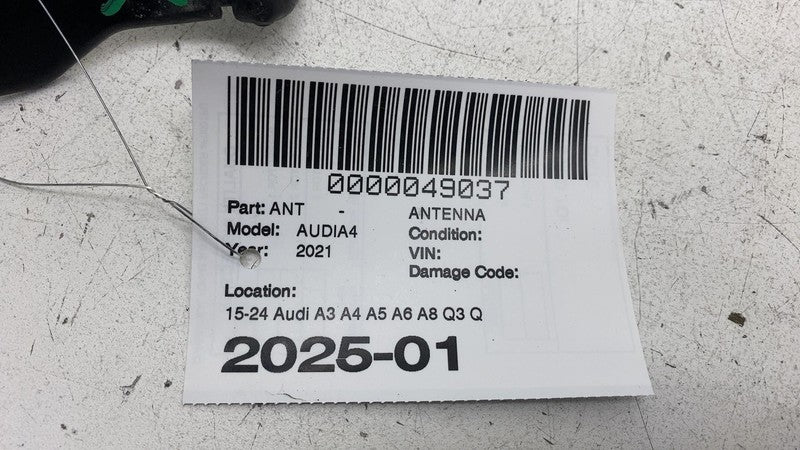 0000049037
Part: ANT - ANTENNA
Model: AUDIA4 Condition:
Year: 2021 VIN:
Damage Code:
Location:
15-24 Audi A3 A4 A5 A6 A8 Q3 Q
2025-01